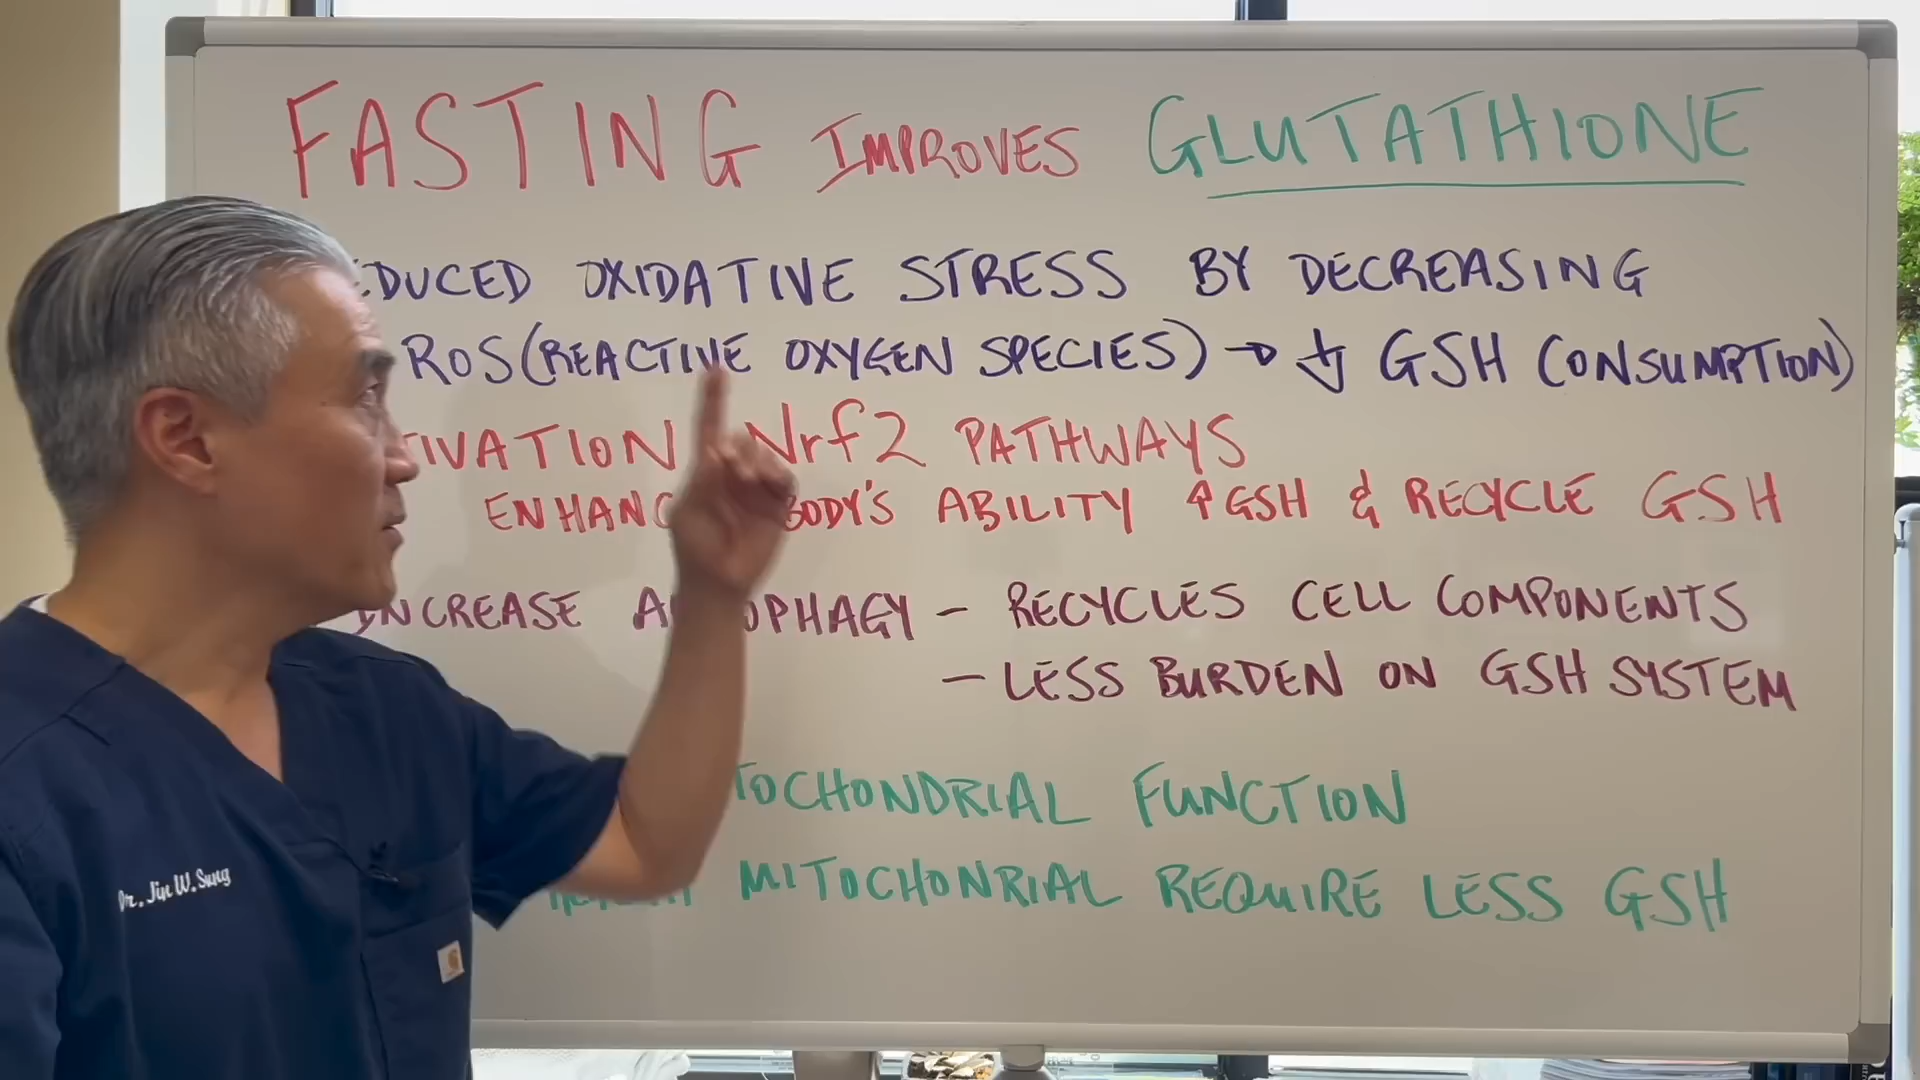 FASTING IMPROVES GLUTATHIONE
EDUCED OXIDATIVE STRESS BY DECREASING
ROS (REACTIVE OXYGEN SPECIES) → ↓ GSH (CONSUMPTION)
TIVATION Nrf2 PATHWAYS
ENHANC BODY'S ABILITY ↑ GSH & RECYCLE GSH
INCREASE A OPHAGY - RECYCLES CELL COMPONENTS
- LESS BURDEN ON GSH SYSTEM
TOCHONDRIAL FUNCTION
MITOCHONRIAL REQUIRE LESS GSH
Dr. Jin W. Sung